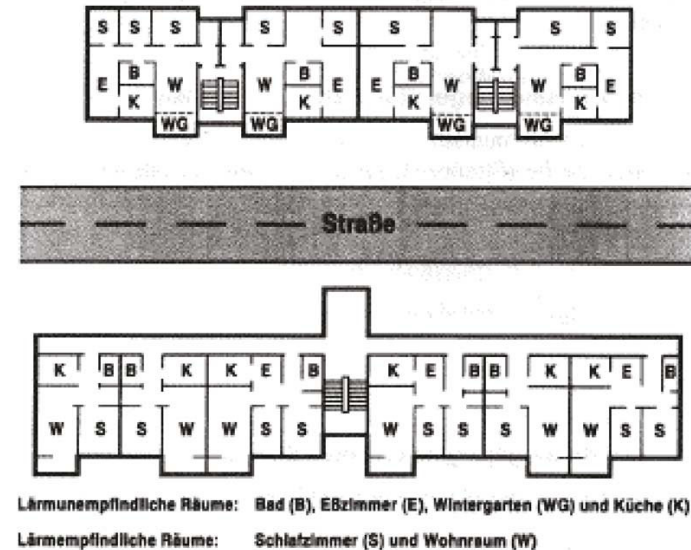 S S S S S S S S
E B W W B E E B W W B E
K K K K
WG WG WG WG
Straße
K B B K K E B K E B B K K E B
W S S W W S S W S S S W W S S
Lärmunempfindliche Räume: Bad (B), Eßzimmer (E), Wintergarten (WG) und Küche (K)
Lärmempfindliche Räume: Schlafzimmer (S) und Wohnraum (W)